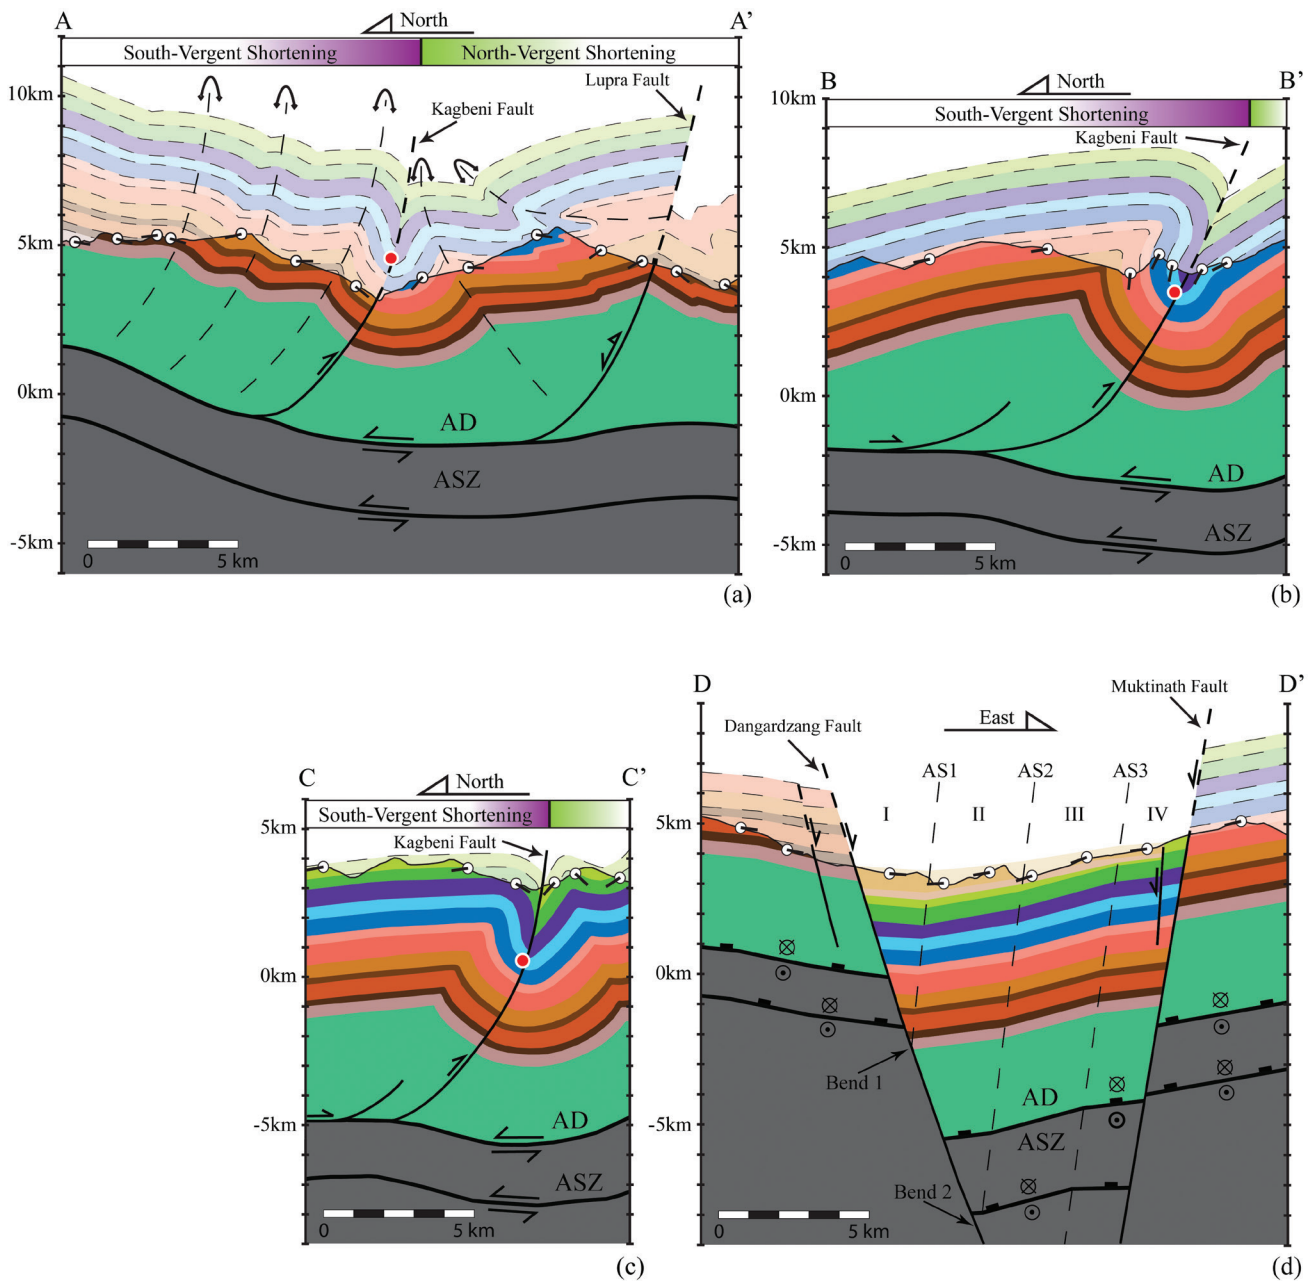 A
A'
North
South-Vergent Shortening
North-Vergent Shortening
Lupra Fault
Kagbeni Fault
10km
5km
0km
-5km
AD
ASZ
0
5 km
(a)
B
B'
North
South-Vergent Shortening
Kagbeni Fault
10km
5km
0km
-5km
AD
ASZ
0
5 km
(b)
C
C'
North
South-Vergent Shortening
Kagbeni Fault
5km
0km
-5km
AD
ASZ
0
5 km
(c)
D
D'
Muktinath Fault
Dangardzang Fault
East
AS1
AS2
AS3
I
II
III
IV
5km
0km
-5km
Bend 1
AD
ASZ
Bend 2
0
5 km
(d)